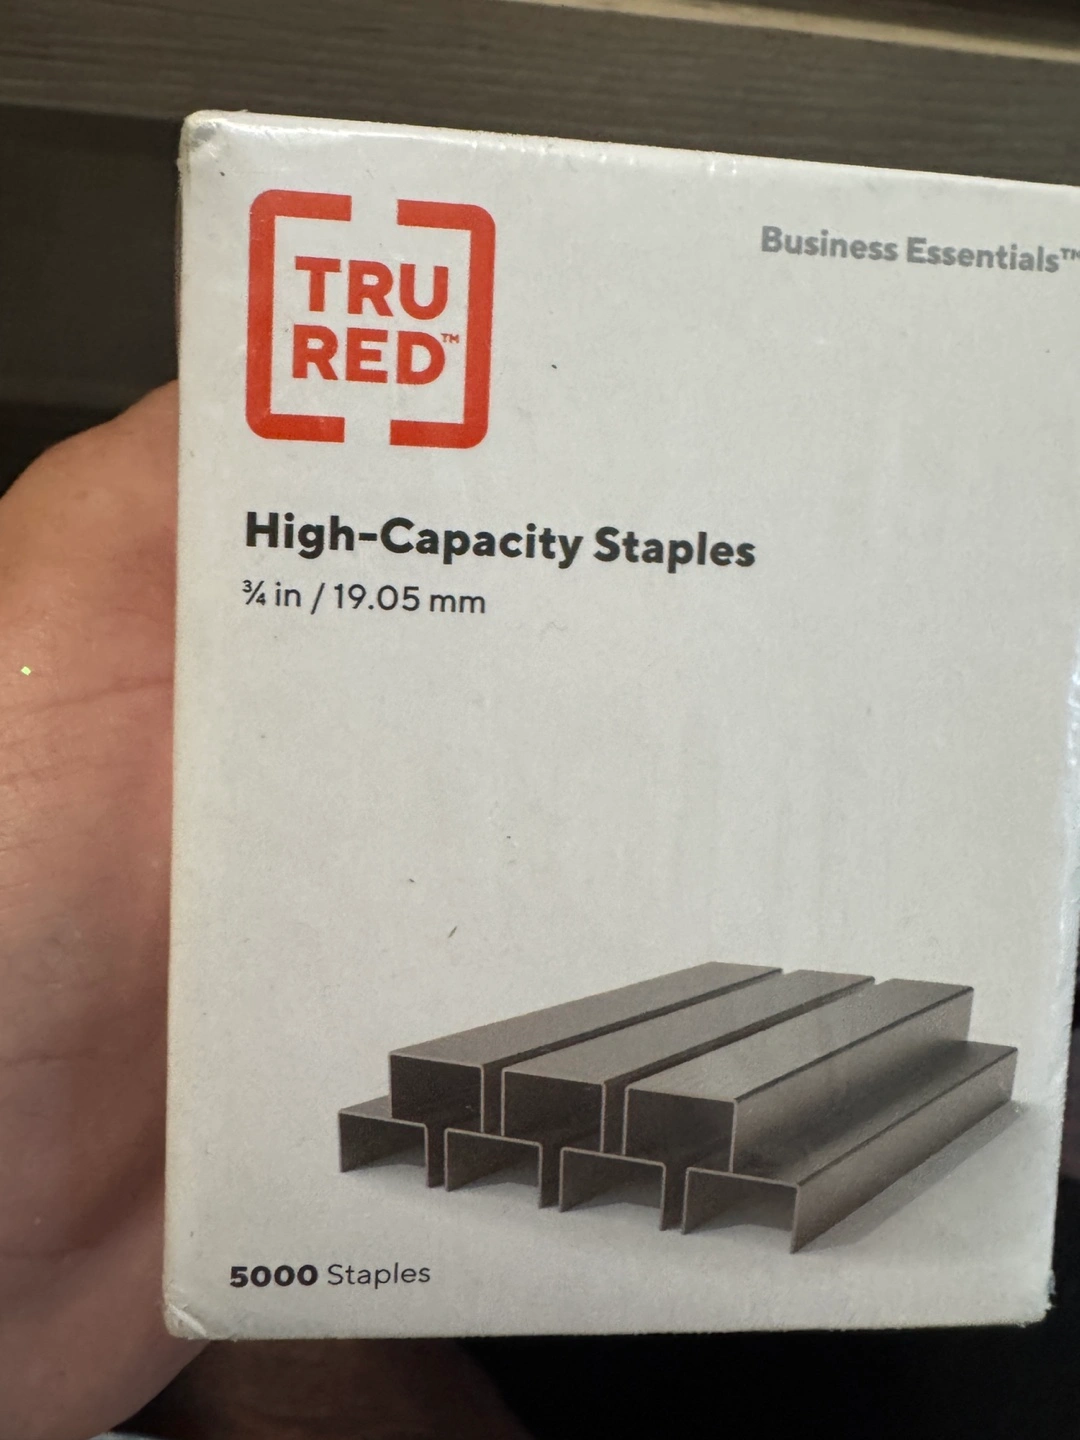 TRU
RED™
Business Essentials™
High-Capacity Staples
¾ in / 19.05 mm
5000 Staples